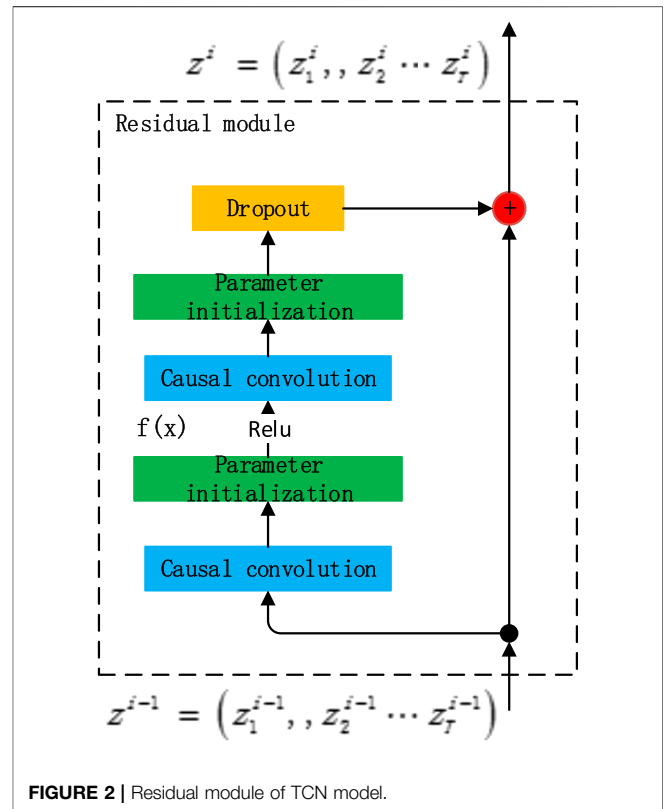 z^i = (z_1^i,, z_2^i ⋯ z_T^i)
Residual module
Dropout
+
Parameter
initialization
Causal convolution
f(x)
Relu
Parameter
initialization
Causal convolution
z^{i-1} = (z_1^{i-1},, z_2^{i-1} ⋯ z_T^{i-1})
FIGURE 2 | Residual module of TCN model.